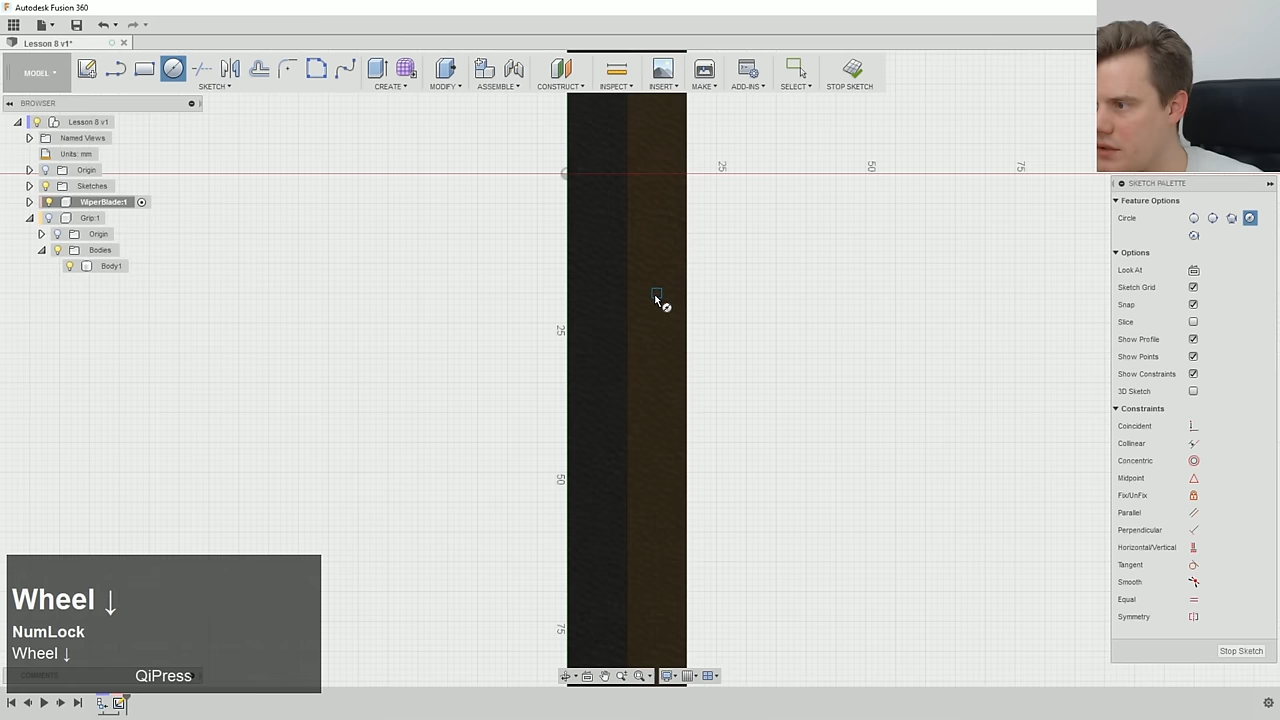 Autodesk Fusion 360
Lesson 8 v1*
MODEL
SKETCH
CREATE
MODIFY
ASSEMBLE
CONSTRUCT
INSPECT
INSERT
MAKE
ADD-INS
SELECT
STOP SKETCH
BROWSER
Lesson 8 v1
Named Views
Units: mm
Origin
Sketches
WiperBlade:1
Grip:1
Origin
Bodies
Body1
25
50
75
25
50
75
SKETCH PALETTE
Feature Options
Circle
Options
Look At
Sketch Grid
Snap
Slice
Show Profile
Show Points
Show Constraints
3D Sketch
Constraints
Coincident
Collinear
Concentric
Midpoint
Fix/UnFix
Parallel
Perpendicular
Horizontal/Vertical
Tangent
Smooth
Equal
Symmetry
Stop Sketch
Wheel ↓
NumLock
Wheel ↓
COMMENTS
QiPress